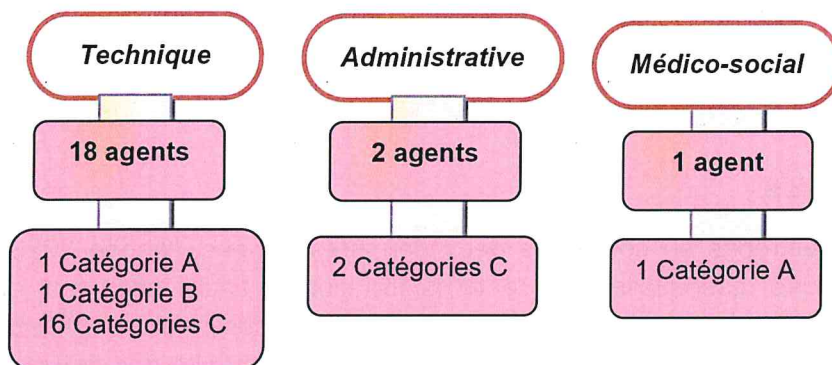 Technique
18 agents
1 Catégorie A
1 Catégorie B
16 Catégories C
Administrative
2 agents
2 Catégories C
Médico-social
1 agent
1 Catégorie A